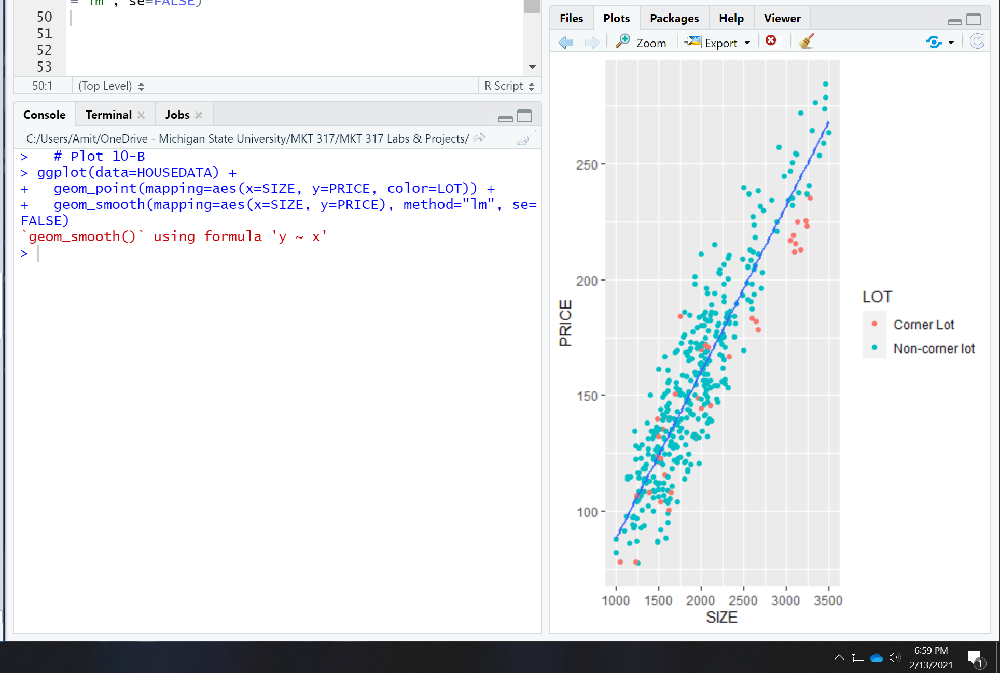 = "lm", se=FALSE)
50
51
52
53
50:1 (Top Level) R Script
Console Terminal Jobs
C:/Users/Amit/OneDrive - Michigan State University/MKT 317/MKT 317 Labs & Projects/
>   # Plot 10-B
> ggplot(data=HOUSEDATA) +
+   geom_point(mapping=aes(x=SIZE, y=PRICE, color=LOT)) +
+   geom_smooth(mapping=aes(x=SIZE, y=PRICE), method="lm", se=
FALSE)
`geom_smooth()` using formula 'y ~ x'
>
Files Plots Packages Help Viewer
Zoom Export
250
200
150
100
PRICE
1000 1500 2000 2500 3000 3500
SIZE
LOT
Corner Lot
Non-corner lot
6:59 PM
2/13/2021
1